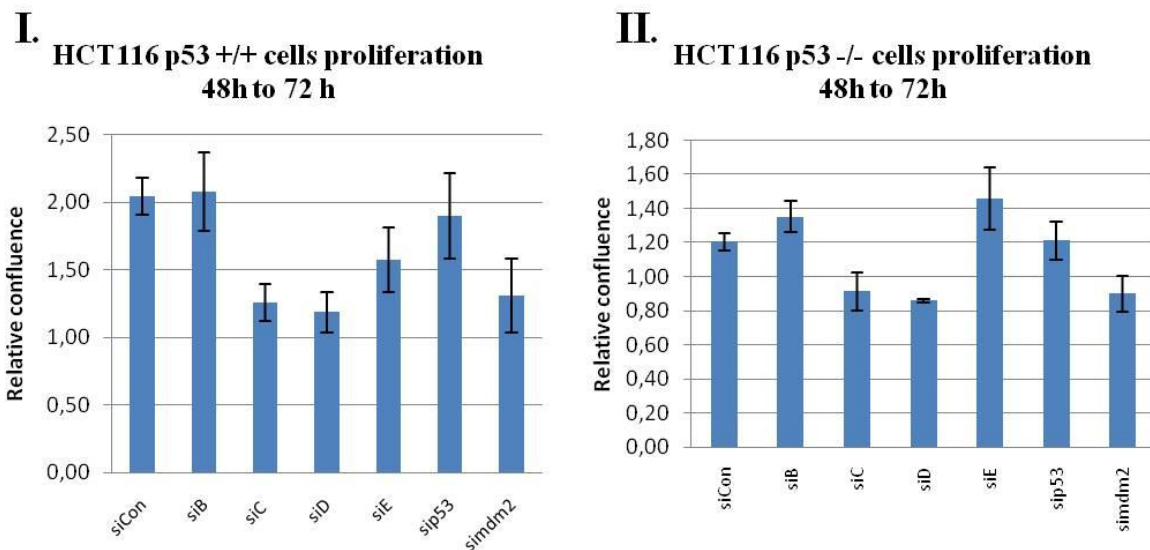 I.
HCT116 p53 +/+ cells proliferation
48h to 72 h
Relative confluence
2,50
2,00
1,50
1,00
0,50
0,00
siCon
siB
siC
siD
siE
sip53
simdm2
II.
HCT116 p53 -/- cells proliferation
48h to 72h
Relative confluence
1,80
1,60
1,40
1,20
1,00
0,80
0,60
0,40
0,20
0,00
siCon
siB
siC
siD
siE
sip53
simdm2